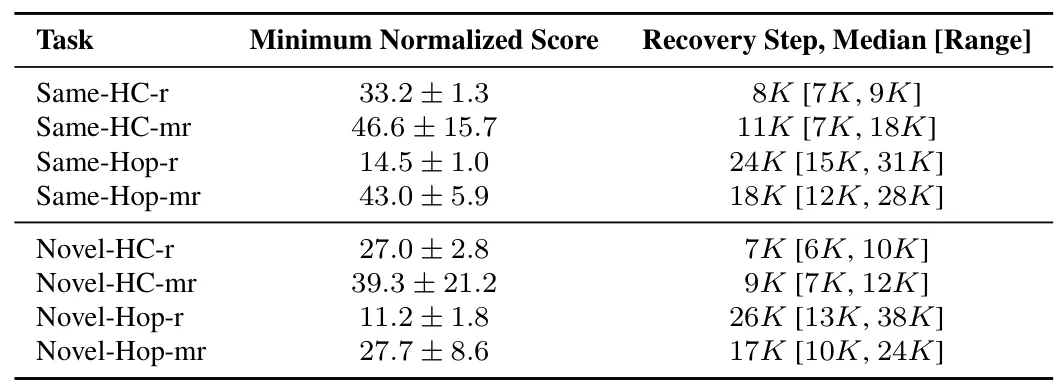 Task Minimum Normalized Score Recovery Step, Median [Range]
Same-HC-r 33.2 ± 1.3 8K [7K, 9K]
Same-HC-mr 46.6 ± 15.7 11K [7K, 18K]
Same-Hop-r 14.5 ± 1.0 24K [15K, 31K]
Same-Hop-mr 43.0 ± 5.9 18K [12K, 28K]
Novel-HC-r 27.0 ± 2.8 7K [6K, 10K]
Novel-HC-mr 39.3 ± 21.2 9K [7K, 12K]
Novel-Hop-r 11.2 ± 1.8 26K [13K, 38K]
Novel-Hop-mr 27.7 ± 8.6 17K [10K, 24K]